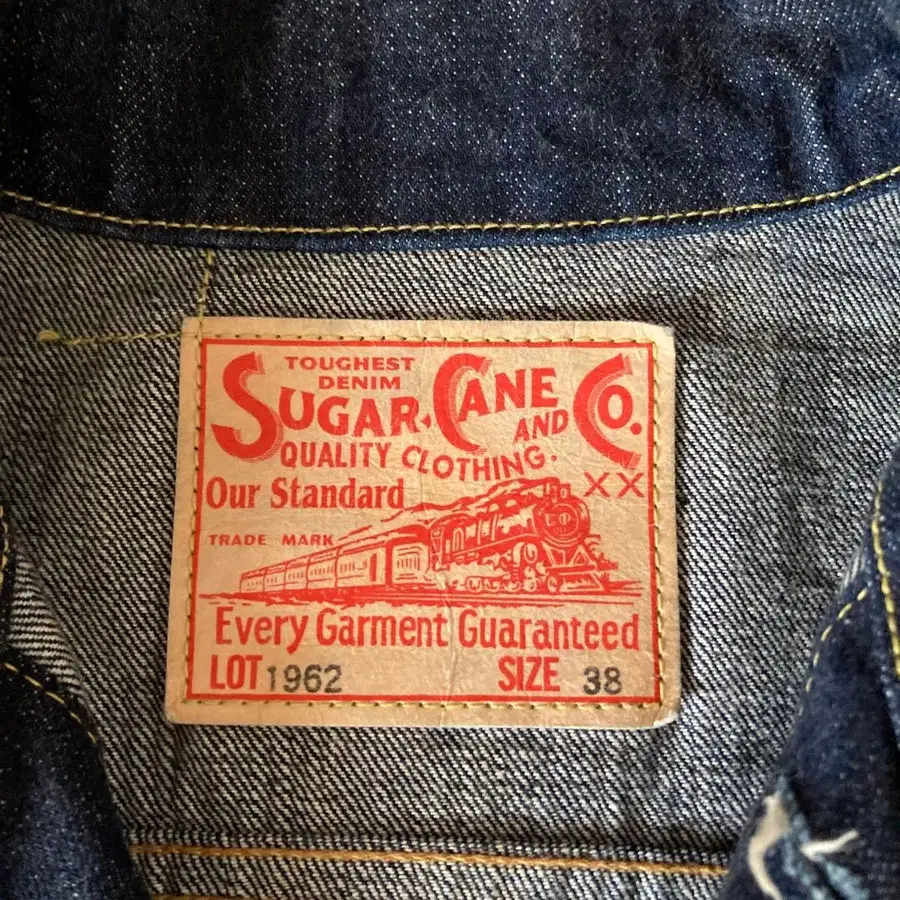 TOUGHEST
DENIM
SUGAR CANE AND CO.
QUALITY CLOTHING.
XX
Our Standard
TRADE MARK
Every Garment Guaranteed
LOT 1962 SIZE 38